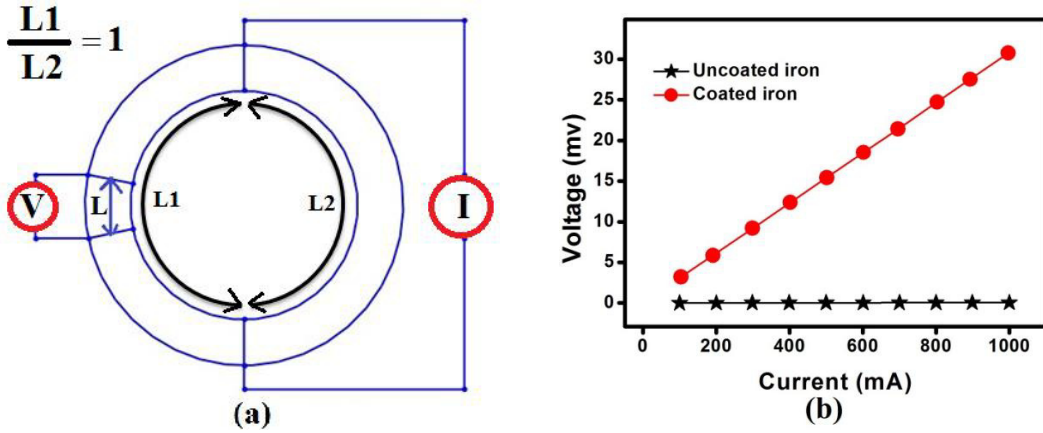 L1
L2
= 1
V
L
L1
L2
I
(a)
Voltage (mv)
30
25
20
15
10
5
0
Uncoated iron
Coated iron
0 200 400 600 800 1000
Current (mA)
(b)